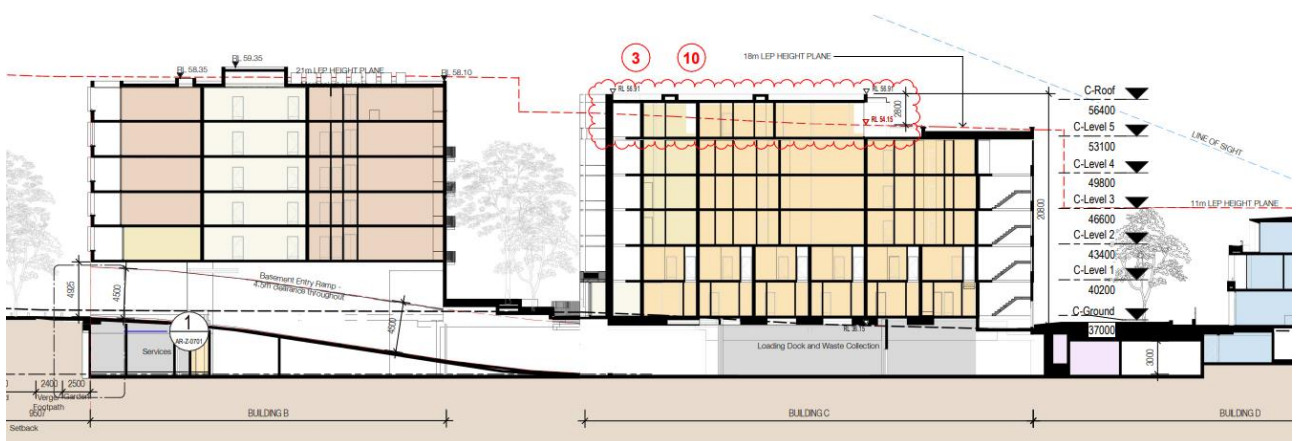 3
10
RL 58.35
RL 59.35
21m LEP HEIGHT PLANE
RL 58.10
RL 56.91
RL 56.91
2800
RL 54.15
18m LEP HEIGHT PLANE
C-Roof
56400
C-Level 5
53100
C-Level 4
49800
C-Level 3
46600
C-Level 2
43400
C-Level 1
40200
C-Ground
37000
LINE OF SIGHT
11m LEP HEIGHT PLANE
20800
4925
4500
Basement Entry Ramp -
4.5m clearance throughout
4500
1
AR-Z-0701
Services
Loading Dock and Waste Collection
3000
2400
2500
Verge
Garden
Footpath
9507
Setback
BUILDING B
BUILDING C
BUILDING D